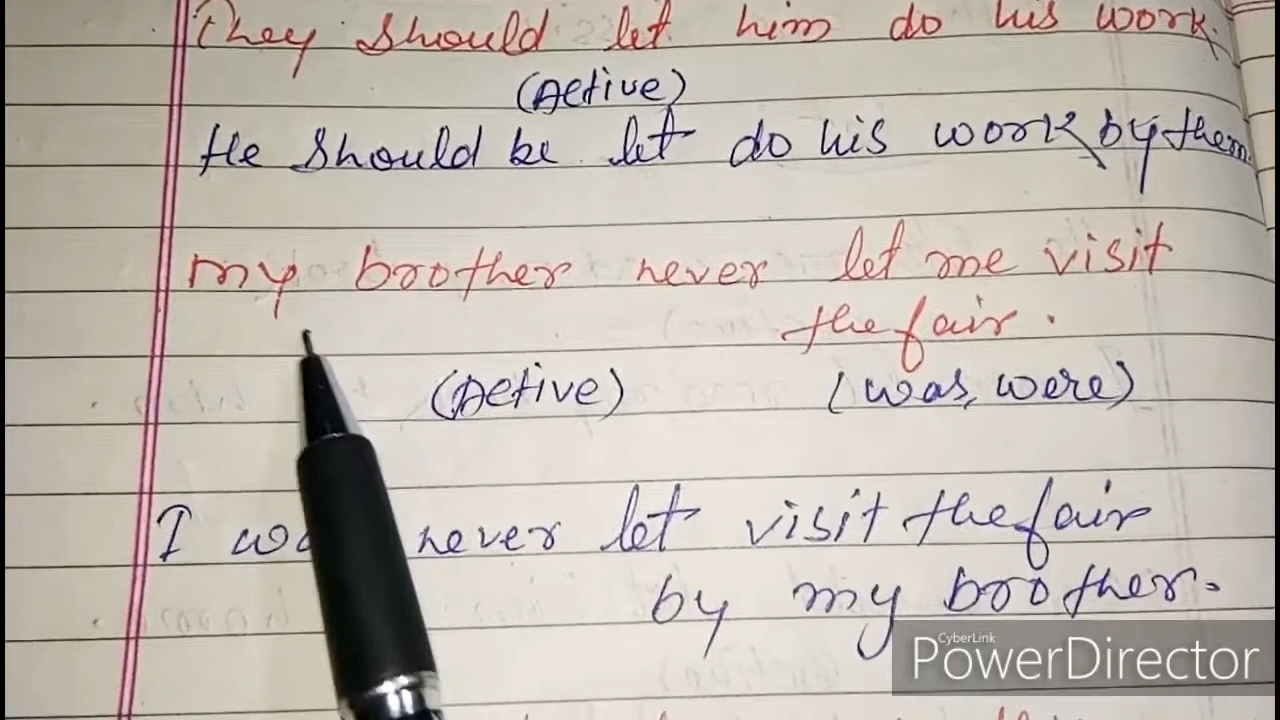 They should let him do his work.
(Active)
He should be let do his work by them.
my brother never let me visit
the fair.
(Active) (was, were)
I never let visit the fair
by my brother.
CyberLink
PowerDirector